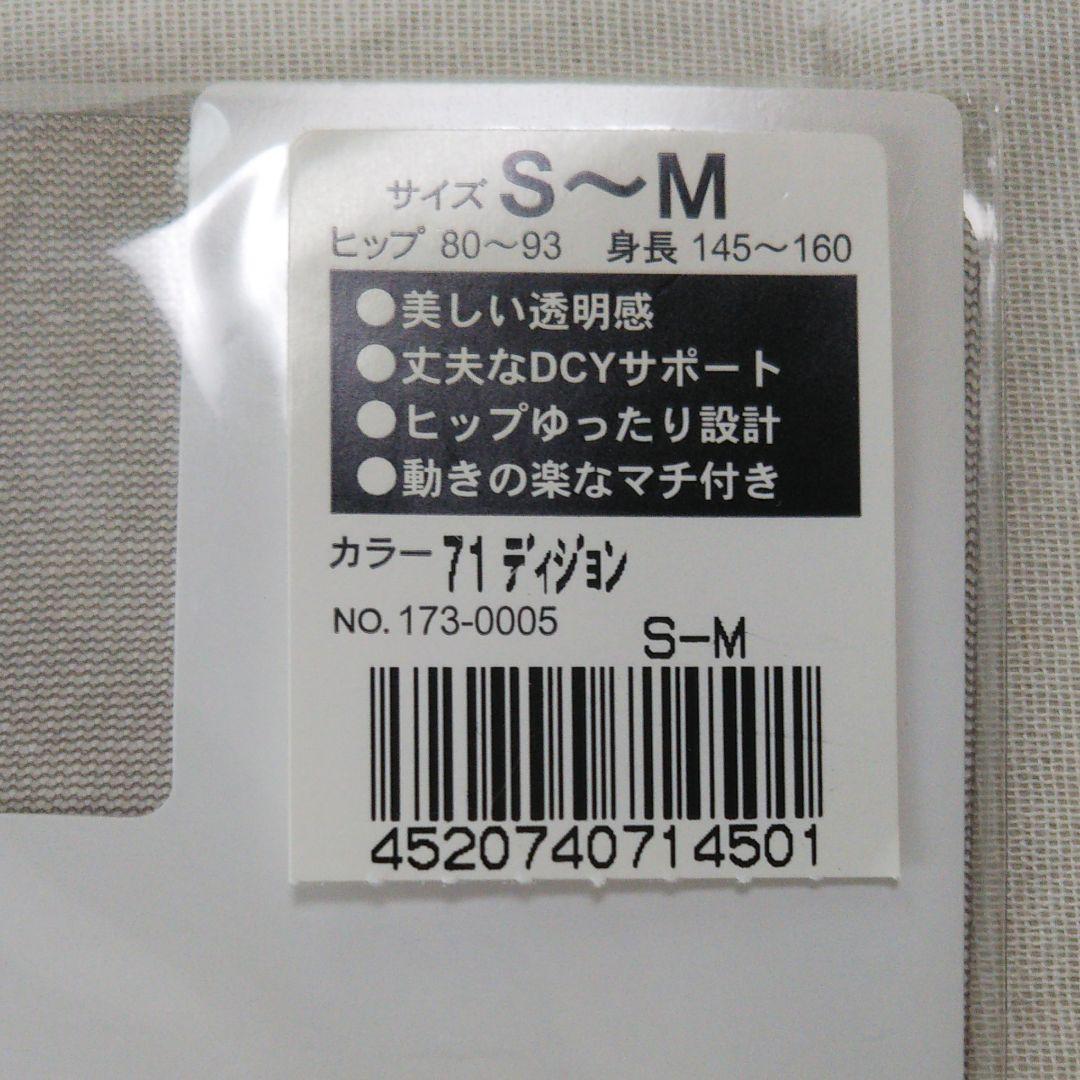 サイズ S～M
ヒップ 80～93 身長 145～160
●美しい透明感
●丈夫なDCYサポート
●ヒップゆったり設計
●動きの楽なマチ付き
カラー 71 ディジョン
NO. 173-0005
S-M
4520740714501